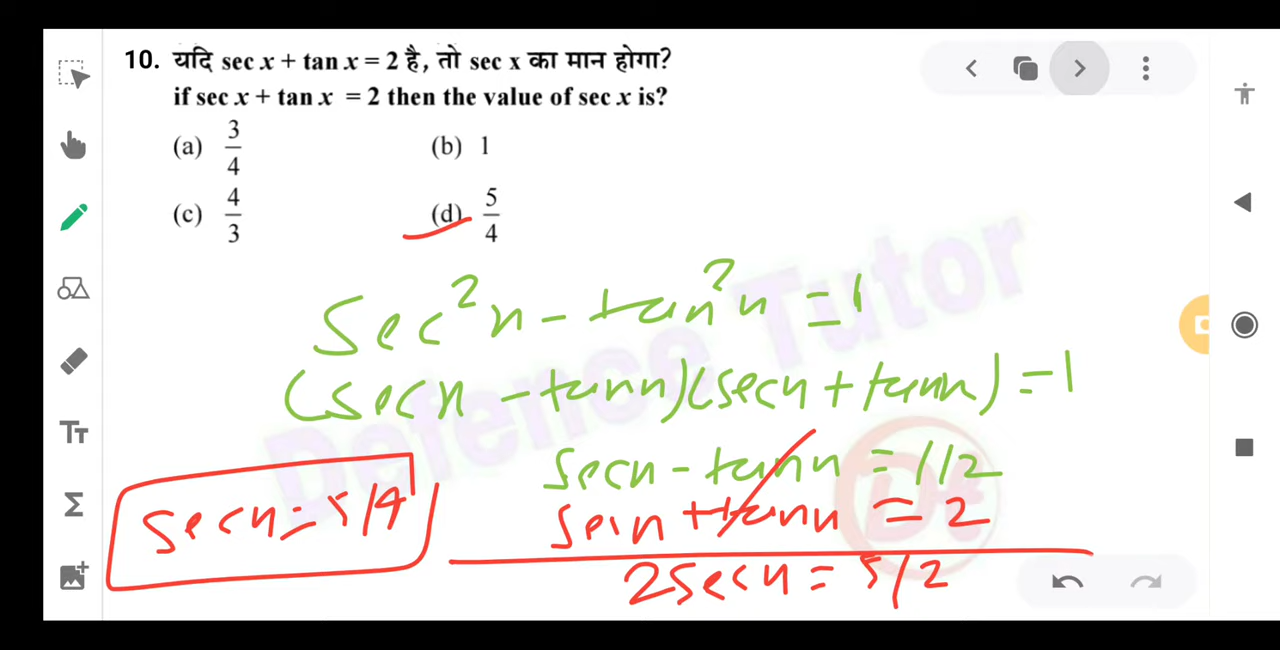 10. यदि sec x + tan x = 2 है, तो sec x का मान होगा?
if sec x + tan x = 2 then the value of sec x is?
(a) 3/4 (b) 1
(c) 4/3 (d) 5/4
Sec²x - tan²x = 1
(secx - tanx)(secx + tanx) = 1
secx - tanx = 1/2
secx + tanx = 2
2secx = 5/2
secx = 5/4
Defence Tutor
Dt
Tт
Σ